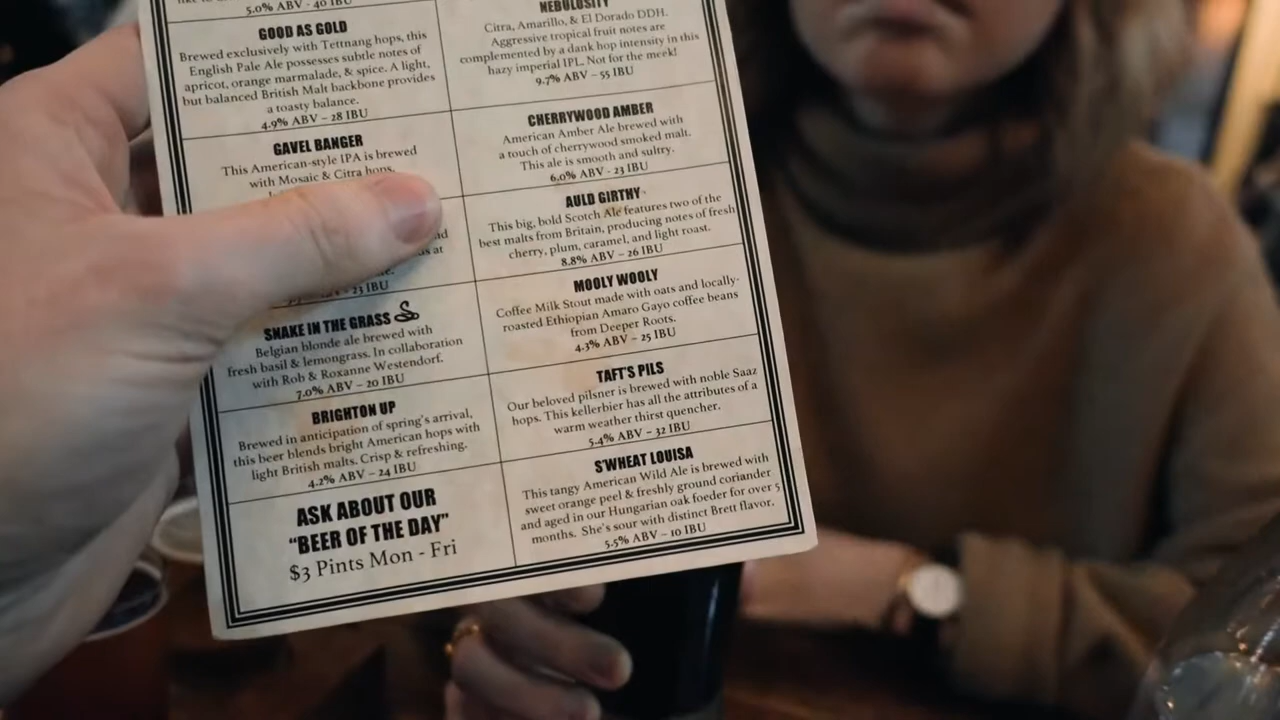 5.0% ABV - 40 IBU
GOOD AS GOLD
Brewed exclusively with Tettnang hops, this
English Pale Ale possesses subtle notes of
apricot, orange marmalade, & spice. A light,
but balanced British Malt backbone provides
a toasty balance.
4.9% ABV – 28 IBU
GAVEL BANGER
This American-style IPA is brewed
with Mosaic & Citra hops.
us at
23 IBU
SNAKE IN THE GRASS
Belgian blonde ale brewed with
fresh basil & lemongrass. In collaboration
with Rob & Roxanne Westendorf.
7.0% ABV – 20 IBU
BRIGHTON UP
Brewed in anticipation of spring's arrival,
this beer blends bright American hops with
light British malts. Crisp & refreshing.
4.2% ABV – 24 IBU
ASK ABOUT OUR
"BEER OF THE DAY"
$3 Pints Mon - Fri
NEBULOSITY
Citra, Amarillo, & El Dorado DDH.
Aggressive tropical fruit notes are
complemented by a dank hop intensity in this
hazy imperial IPL. Not for the meek!
9.7% ABV – 55 IBU
CHERRYWOOD AMBER
American Amber Ale brewed with
a touch of cherrywood smoked malt.
This ale is smooth and sultry.
6.0% ABV - 23 IBU
AULD GIRTHY
This big, bold Scotch Ale features two of the
best malts from Britain, producing notes of fresh
cherry, plum, caramel, and light roast.
8.8% ABV – 26 IBU
MOOLY WOOLY
Coffee Milk Stout made with oats and locally-
roasted Ethiopian Amaro Gayo coffee beans
from Deeper Roots.
4.3% ABV – 25 IBU
TAFT'S PILS
Our beloved pilsner is brewed with noble Saaz
hops. This kellerbier has all the attributes of a
warm weather thirst quencher.
5.4% ABV – 32 IBU
S'WHEAT LOUISA
This tangy American Wild Ale is brewed with
sweet orange peel & freshly ground coriander
and aged in our Hungarian oak foeder for over 5
months. She's sour with distinct Brett flavor.
5.5% ABV – 10 IBU